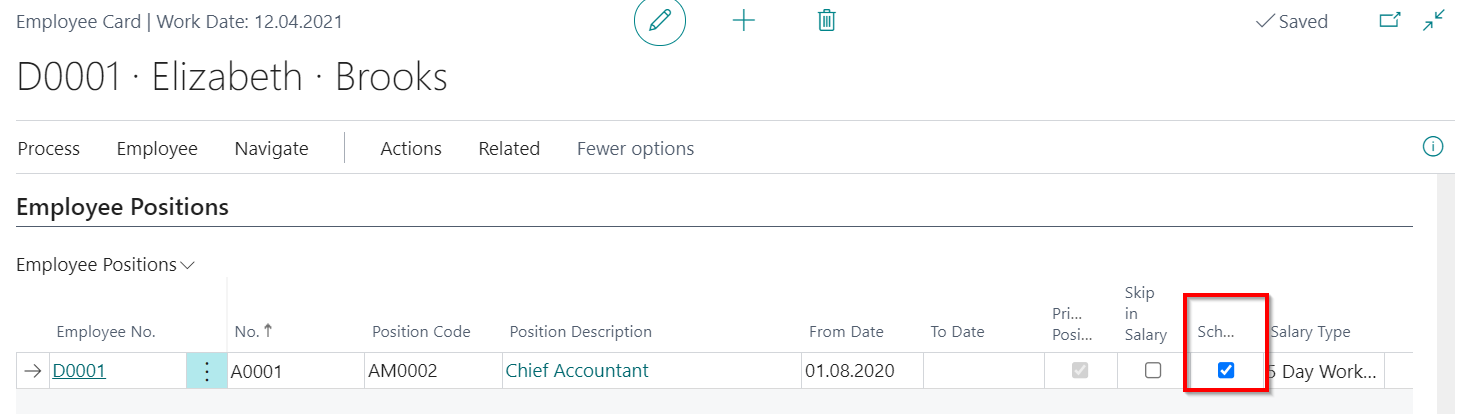 Employee Card | Work Date: 12.04.2021
Saved
D0001 · Elizabeth · Brooks
Process Employee Navigate Actions Related Fewer options
Employee Positions
Employee Positions
Employee No. No. Position Code Position Description From Date To Date Pri... Posi... Skip in Salary Sch... Salary Type
D0001 A0001 AM0002 Chief Accountant 01.08.2020 5 Day Work...